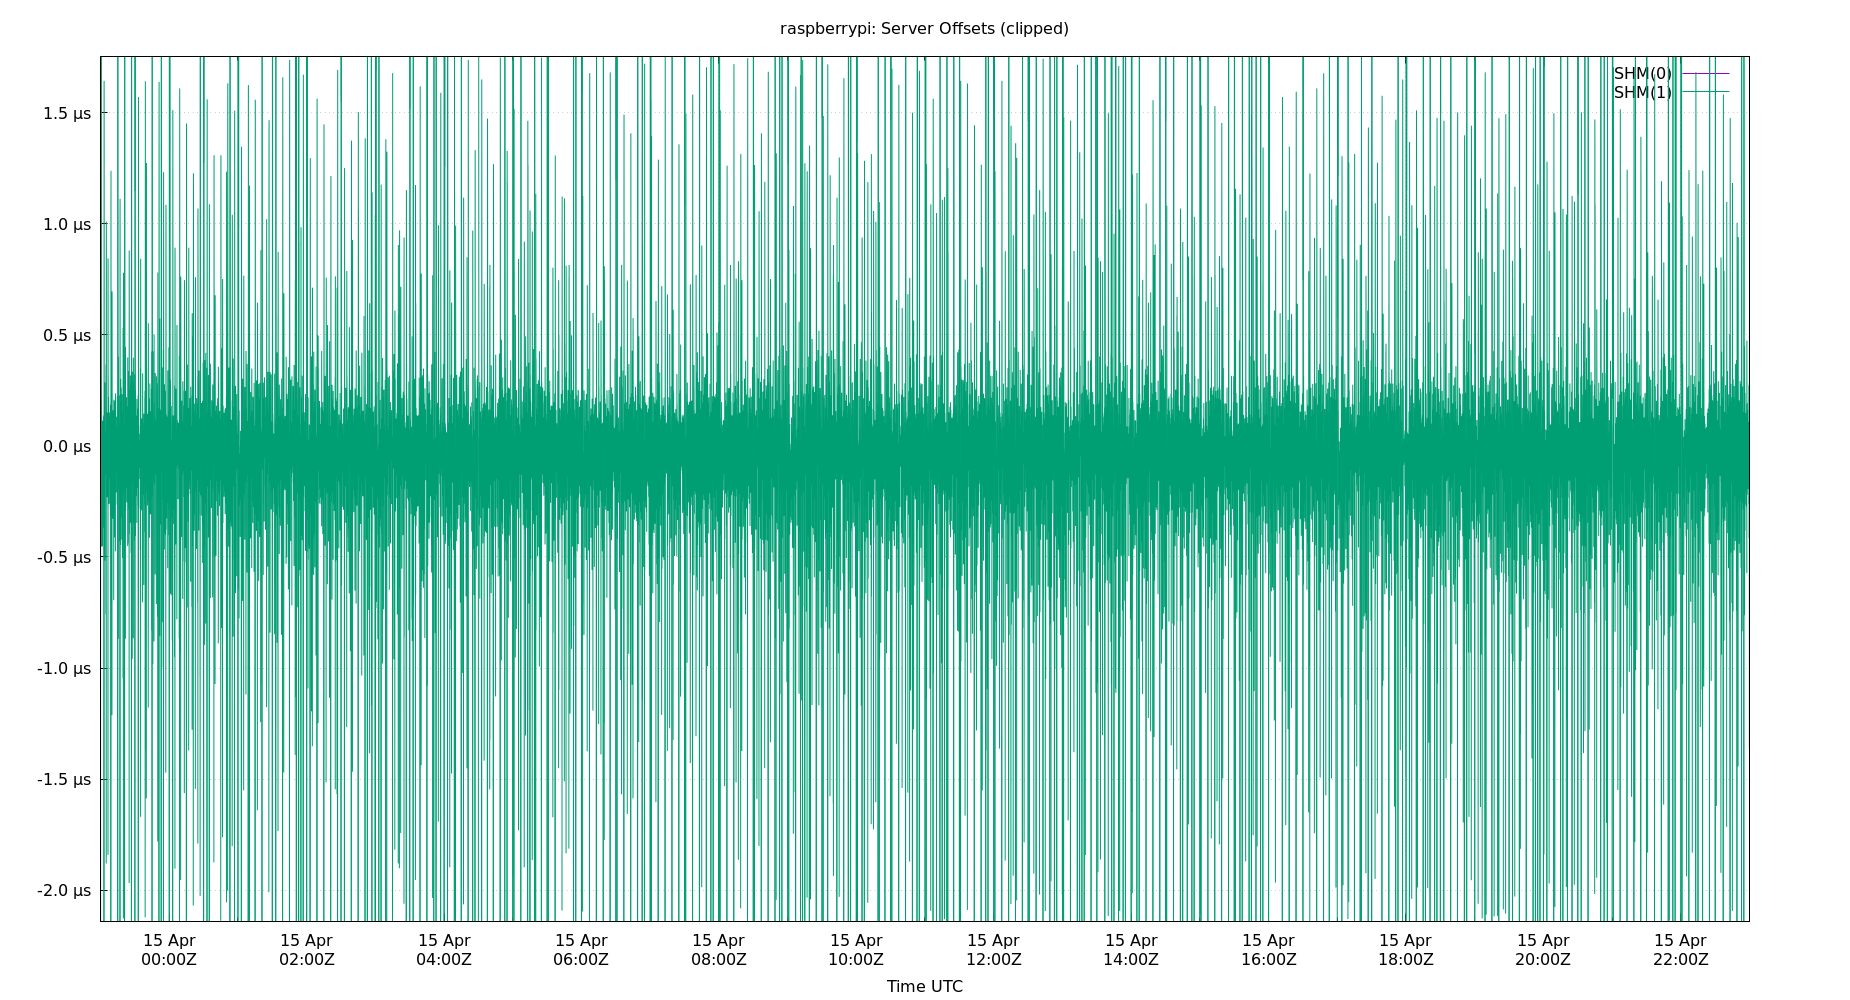 raspberrypi: Server Offsets (clipped)
SHM(0)
SHM(1)
1.5 µs
1.0 µs
0.5 µs
0.0 µs
-0.5 µs
-1.0 µs
-1.5 µs
-2.0 µs
15 Apr 15 Apr 15 Apr 15 Apr 15 Apr 15 Apr 15 Apr 15 Apr 15 Apr 15 Apr 15 Apr 15 Apr
00:00Z 02:00Z 04:00Z 06:00Z 08:00Z 10:00Z 12:00Z 14:00Z 16:00Z 18:00Z 20:00Z 22:00Z
Time UTC